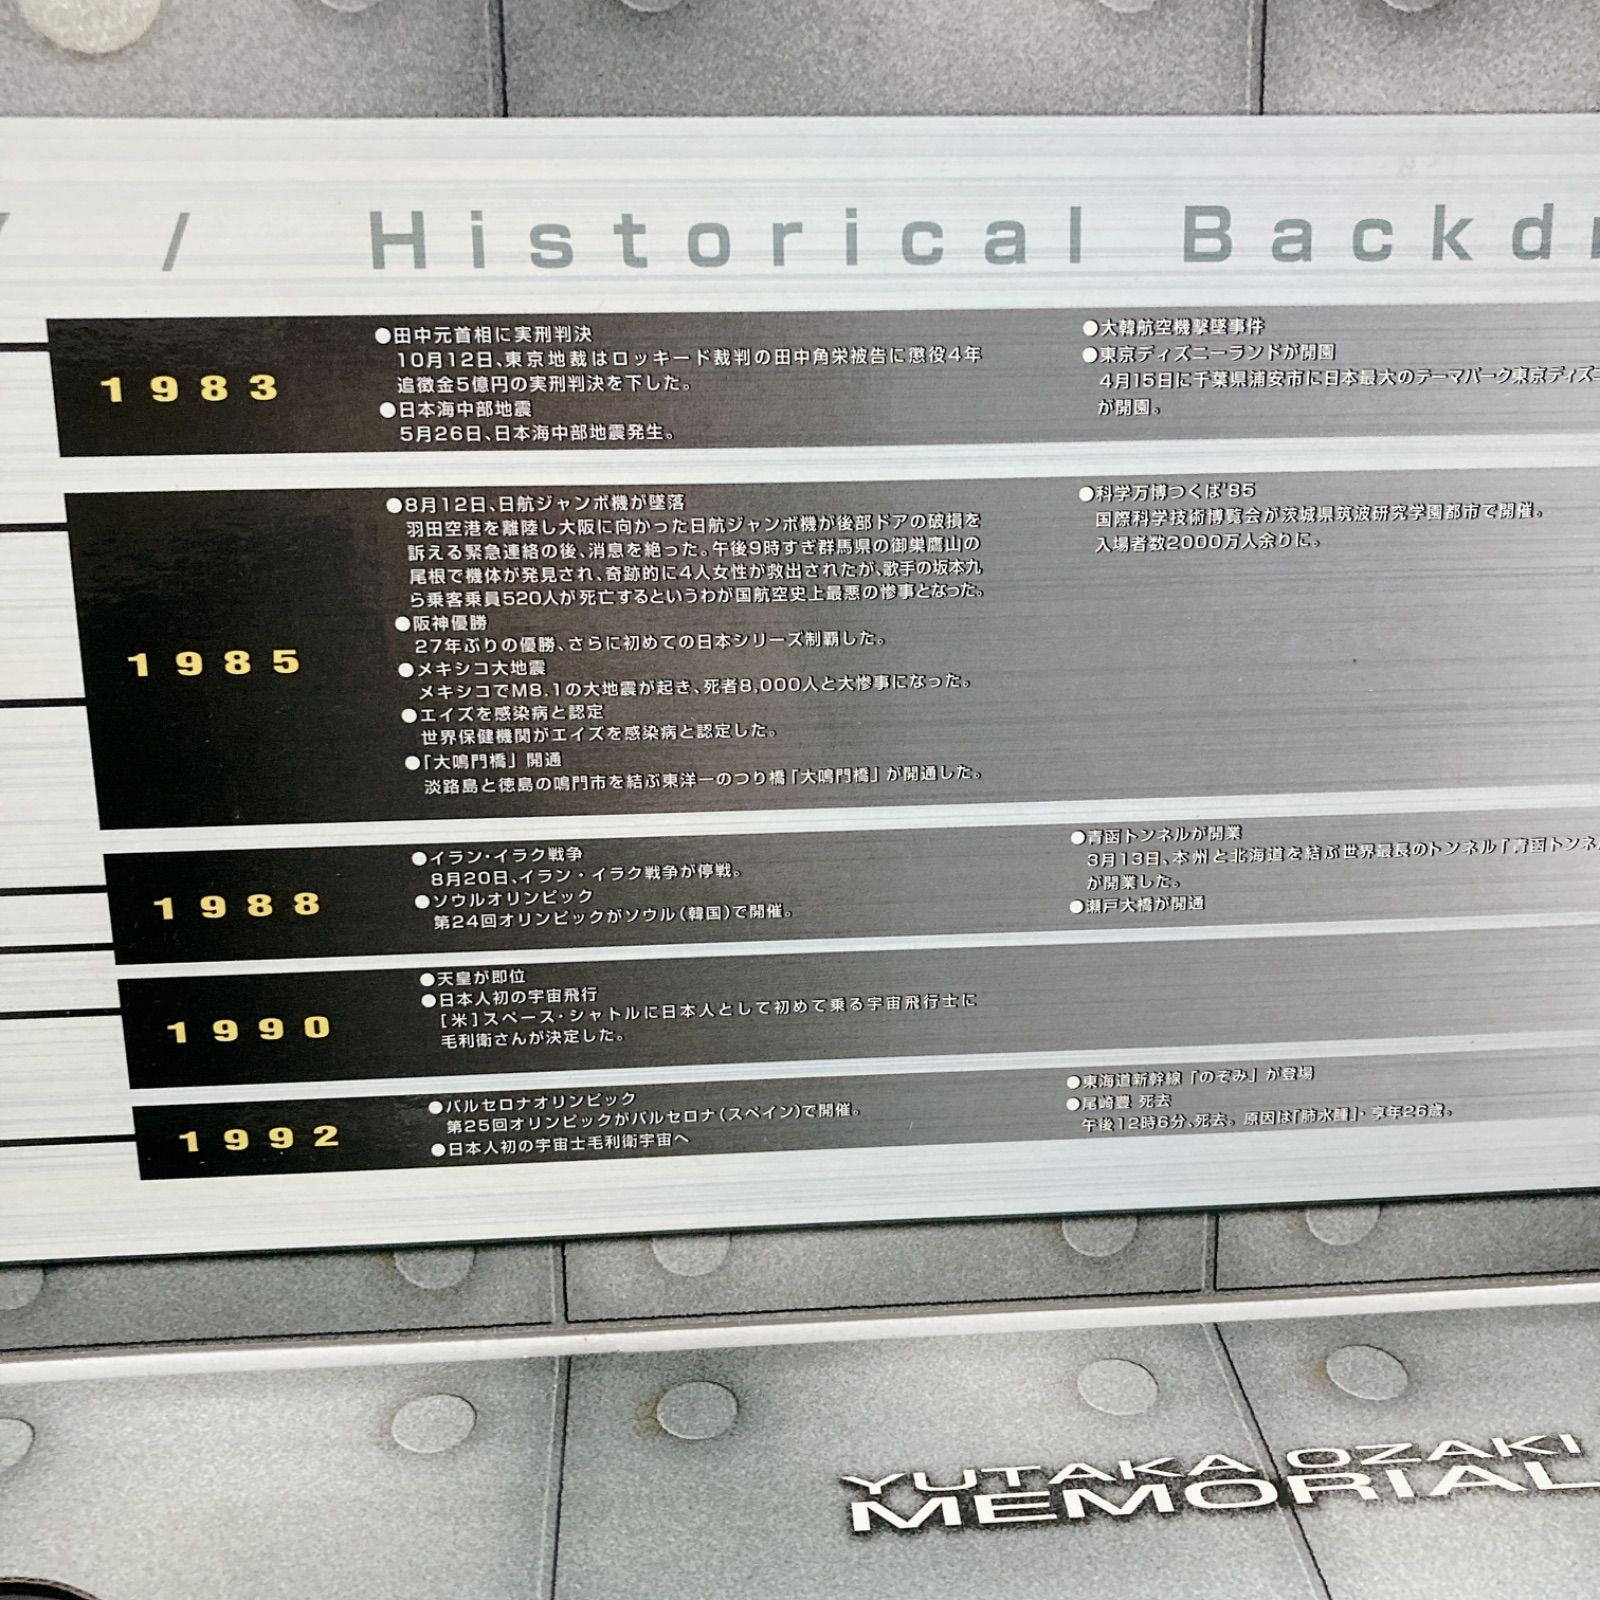 / Historical
1983
●田中元首相に実刑判決
10月12日、東京地裁はロッキード裁判の田中角栄被告に懲役4年
追徴金5億円の実刑判決を下した。
●日本海中部地震
5月26日、日本海中部地震発生。
●大韓航空機撃墜事件
●東京ディズニーランドが開園
4月15日に千葉県浦安市に日本最大のテーマパーク東京ディズニ
が開園。
1985
●8月12日、日航ジャンボ機が墜落
羽田空港を離陸し大阪に向かった日航ジャンボ機が後部ドアの破損を
訴える緊急連絡の後、消息を絶った。午後9時すぎ群馬県の御巣鷹山の
尾根で機体が発見され、奇跡的に4人女性が救出されたが、歌手の坂本九
ら乗客乗員520人が死亡するというわが国航空史上最悪の惨事となった。
●阪神優勝
27年ぶりの優勝、さらに初めての日本シリーズ制覇した。
●メキシコ大地震
メキシコでM8.1の大地震が起き、死者8,000人と大惨事になった。
●エイズを感染病と認定
世界保健機関がエイズを感染病と認定した。
●「大鳴門橋」開通
淡路島と徳島の鳴門市を結ぶ東洋一のつり橋「大鳴門橋」が開通した。
●科学万博つくば'85
国際科学技術博覧会が茨城県筑波研究学園都市で開催。
入場者数2000万人余りに。
1988
●イラン・イラク戦争
8月20日、イラン・イラク戦争が停戦。
●ソウルオリンピック
第24回オリンピックがソウル(韓国)で開催。
●青函トンネルが開業
3月13日、本州と北海道を結ぶ世界最長のトンネル「青函トンネル
が開業した。
●瀬戸大橋が開通
1990
●天皇が即位
●日本人初の宇宙飛行
[米]スペース・シャトルに日本人として初めて乗る宇宙飛行士に
毛利衛さんが決定した。
1992
●バルセロナオリンピック
第25回オリンピックがバルセロナ(スペイン)で開催。
●日本人初の宇宙士毛利衛宇宙へ
●東海道新幹線「のぞみ」が登場
●尾崎豊 死去
午後12時6分、死去。原因は「肺水腫」・享年26歳。
YUTAKA OZAKI
MEMORIAL